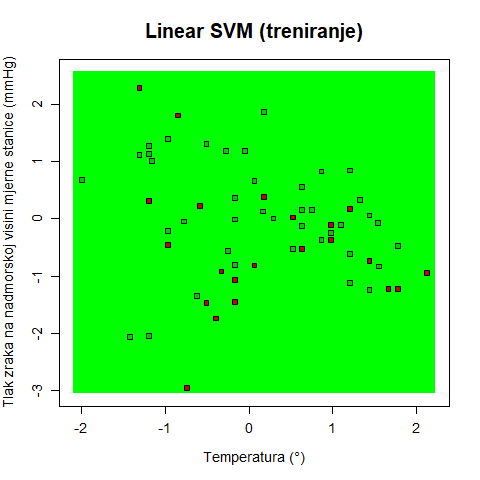 Linear SVM (treniranje)
Tlak zraka na nadmorskoj visini mjerne stanice (mmHg)
2
1
0
-1
-2
-3
-2 -1 0 1 2
Temperatura (°)